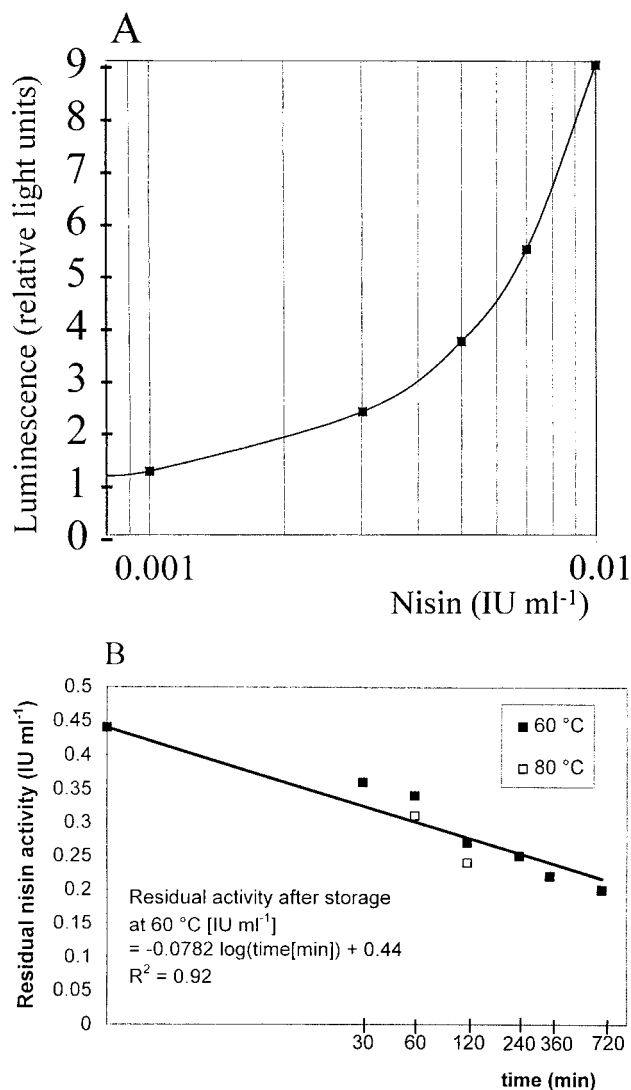 A
Luminescence (relative light units)
9
8
7
6
5
4
3
2
1
0
0.001
0.01
Nisin (IU ml⁻¹)
B
Residual nisin activity (IU ml⁻¹)
0.5
0.45
0.4
0.35
0.3
0.25
0.2
0.15
0.1
0.05
0
60 °C
80 °C
Residual activity after storage
at 60 °C [IU ml⁻¹]
= -0.0782 log(time[min]) + 0.44
R² = 0.92
30 60 120 240 360 720
time (min)